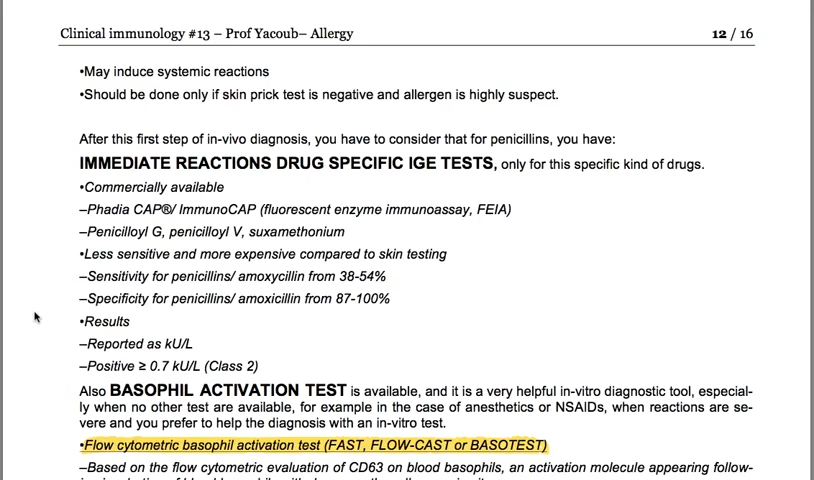 Clinical immunology #13 – Prof Yacoub– Allergy 12 / 16
•May induce systemic reactions
•Should be done only if skin prick test is negative and allergen is highly suspect.
After this first step of in-vivo diagnosis, you have to consider that for penicillins, you have:
IMMEDIATE REACTIONS DRUG SPECIFIC IGE TESTS, only for this specific kind of drugs.
•Commercially available
–Phadia CAP®/ ImmunoCAP (fluorescent enzyme immunoassay, FEIA)
–Penicilloyl G, penicilloyl V, suxamethonium
•Less sensitive and more expensive compared to skin testing
–Sensitivity for penicillins/ amoxycillin from 38-54%
–Specificity for penicillins/ amoxicillin from 87-100%
•Results
–Reported as kU/L
–Positive ≥ 0.7 kU/L (Class 2)
Also BASOPHIL ACTIVATION TEST is available, and it is a very helpful in-vitro diagnostic tool, especial-
ly when no other test are available, for example in the case of anesthetics or NSAIDs, when reactions are se-
vere and you prefer to help the diagnosis with an in-vitro test.
•Flow cytometric basophil activation test (FAST, FLOW-CAST or BASOTEST)
–Based on the flow cytometric evaluation of CD63 on blood basophils, an activation molecule appearing follow-